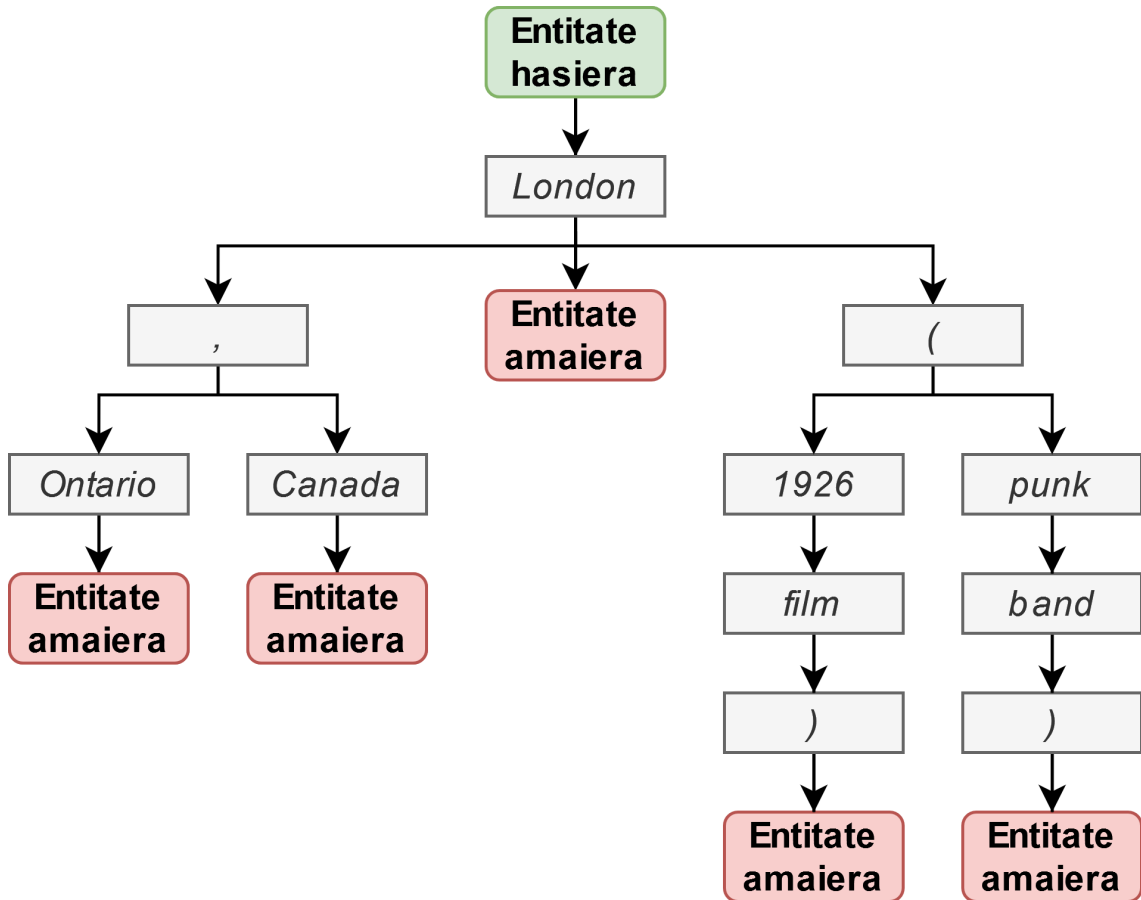 Entitate
hasiera
London
,
Entitate
amaiera
(
Ontario
Canada
1926
punk
Entitate
amaiera
Entitate
amaiera
film
band
)
)
Entitate
amaiera
Entitate
amaiera